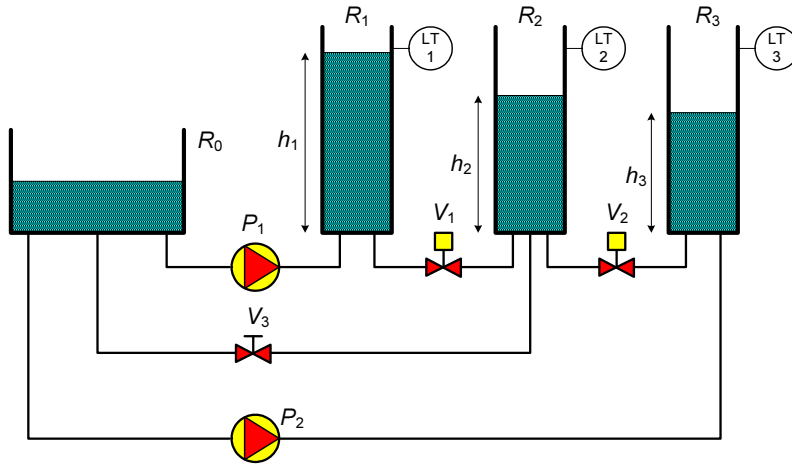 R₁
R₂
R₃
LT
1
LT
2
LT
3
R₀
h₁
h₂
h₃
P₁
V₁
V₂
V₃
P₂